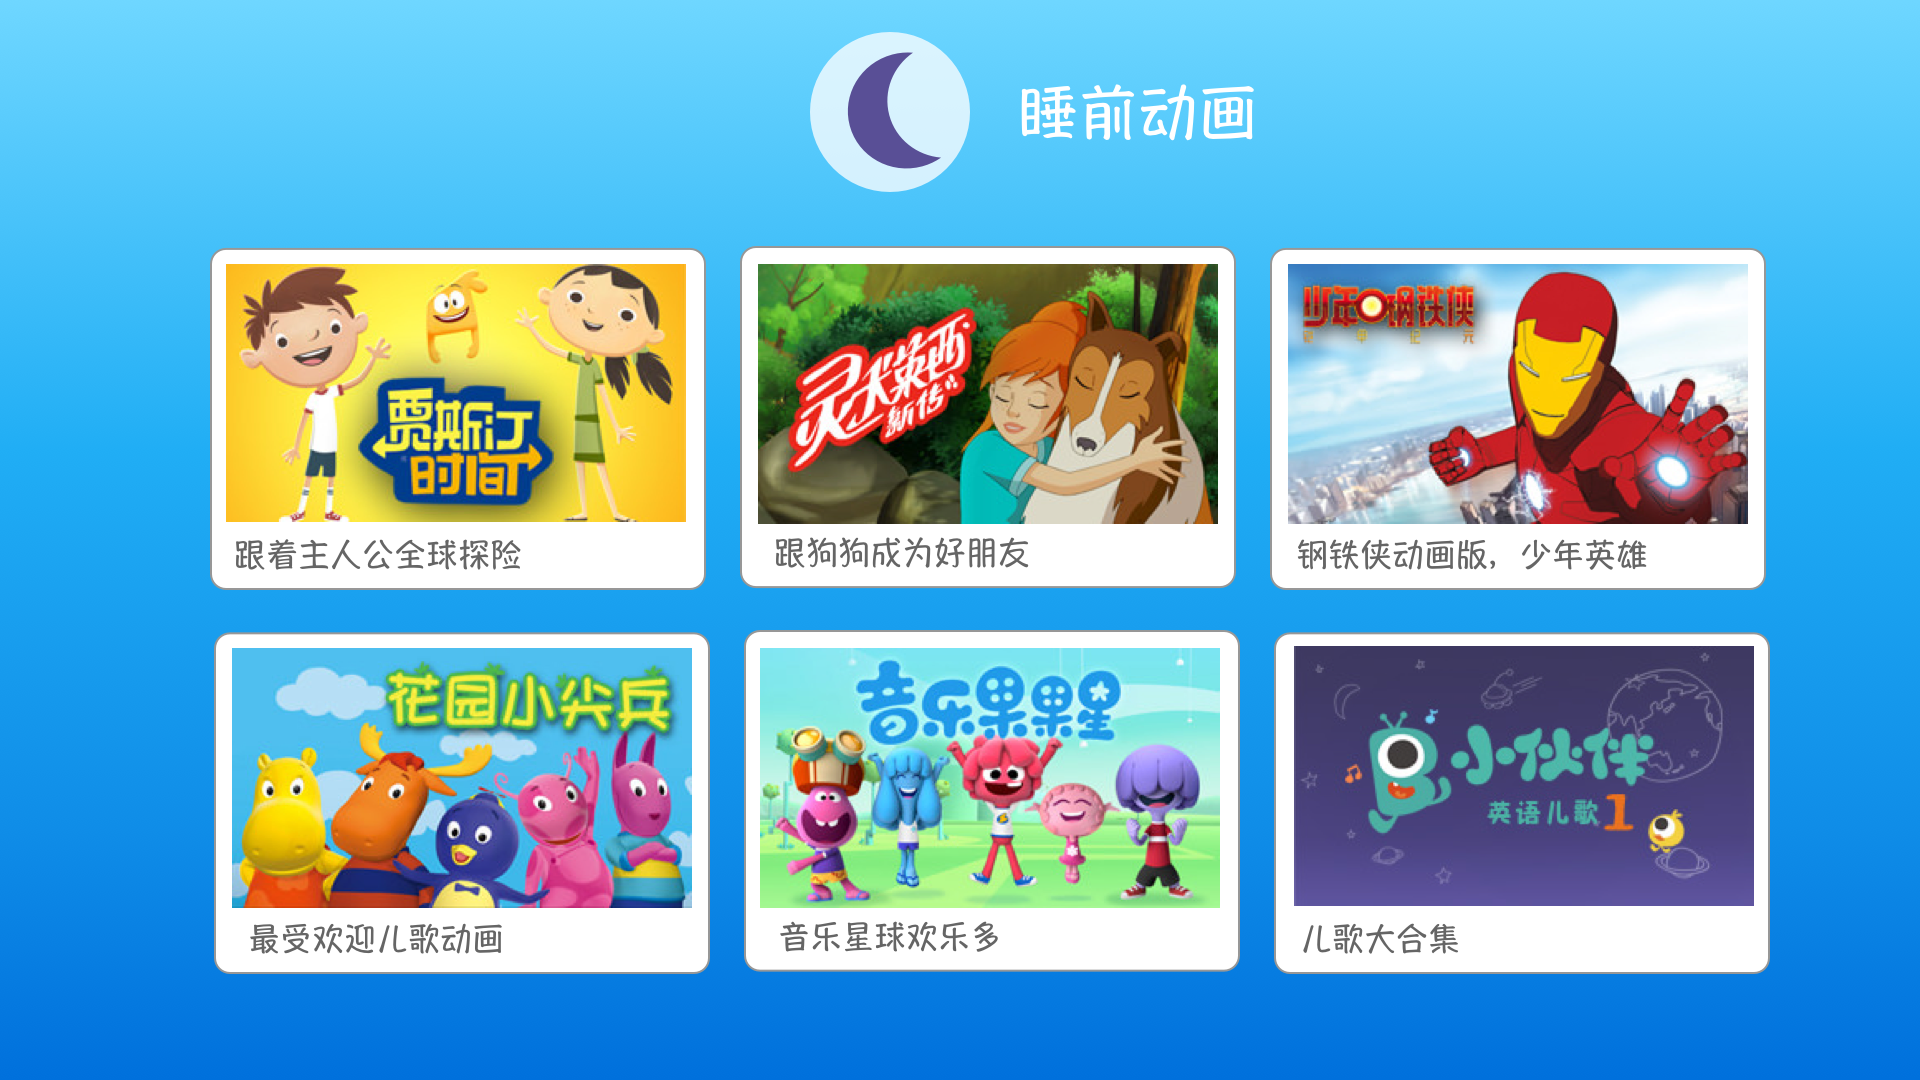 睡前动画
贾斯汀
时间
跟着主人公全球探险
灵犬莱西
新传
跟狗狗成为好朋友
少年钢铁侠
钢铁侠动画版，少年英雄
花园小尖兵
最受欢迎儿歌动画
音乐果果星
音乐星球欢乐多
小伙伴
英语儿歌1
儿歌大合集